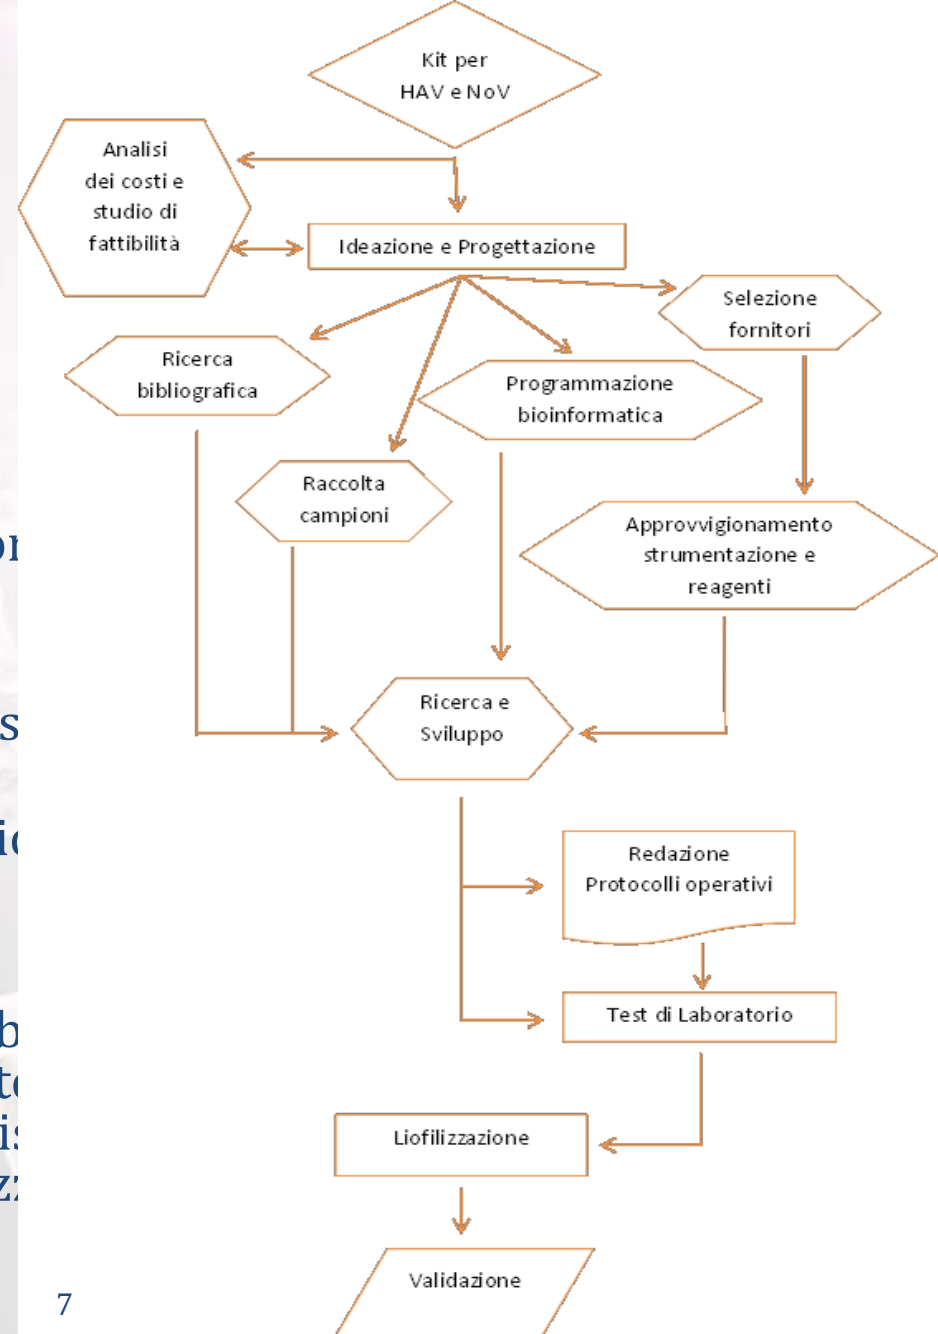 Kit per
HAV e NoV
Analisi
dei costi e
studio di
fattibilità
Ideazione e Progettazione
Selezione
fornitori
Ricerca
bibliografica
Programmazione
bioinformatica
Raccolta
campioni
Approvvigionamento
strumentazione e
reagenti
Ricerca e
Sviluppo
Redazione
Protocolli operativi
Test di Laboratorio
Liofilizzazione
Validazione
7